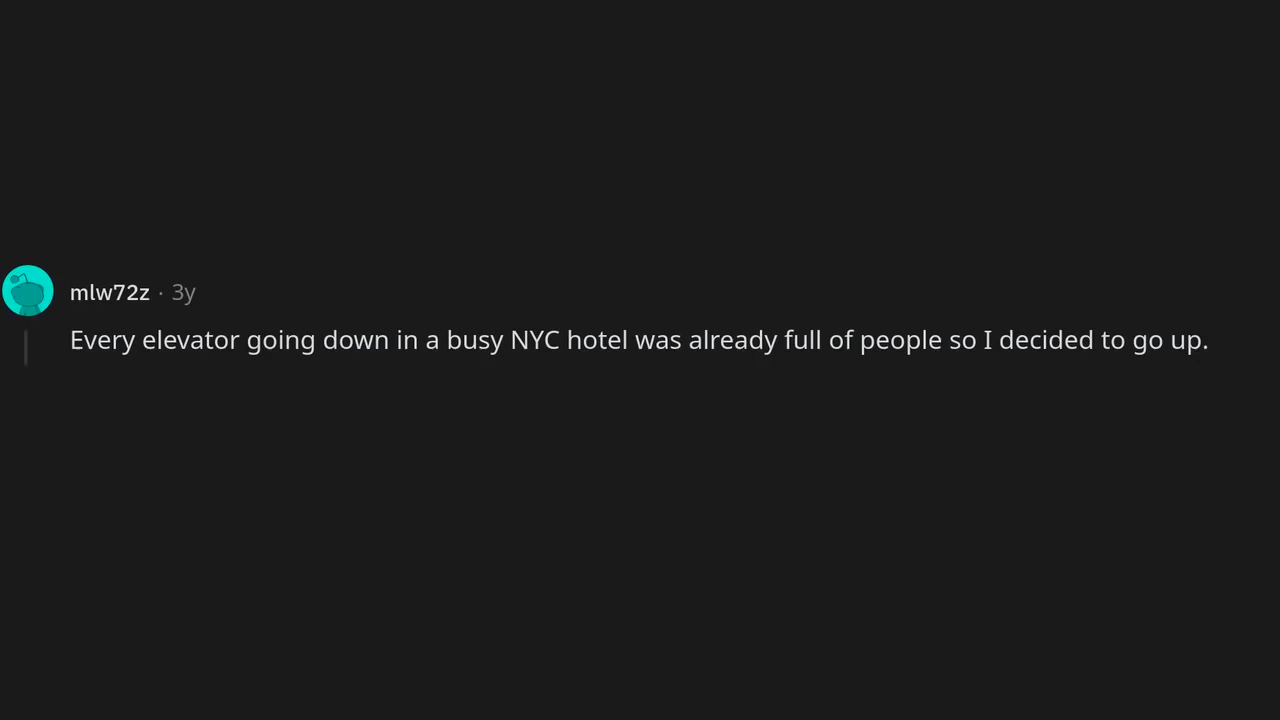 mlw72z · 3y
Every elevator going down in a busy NYC hotel was already full of people so I decided to go up.